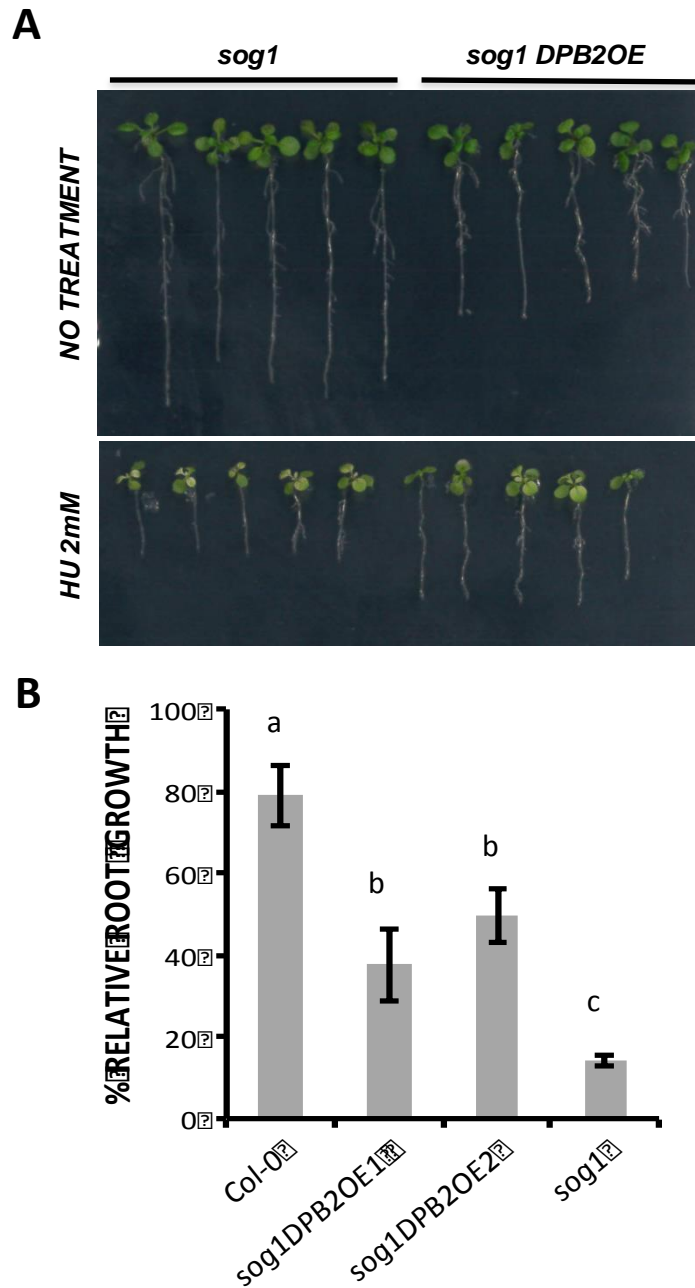 A
sog1 sog1 DPB2OE
NO TREATMENT
HU 2mM
B
% RELATIVE ROOT GROWTH
100
80
60
40
20
0
a
b
b
c
Col-0
sog1DPB2OE1
sog1DPB2OE2
sog1